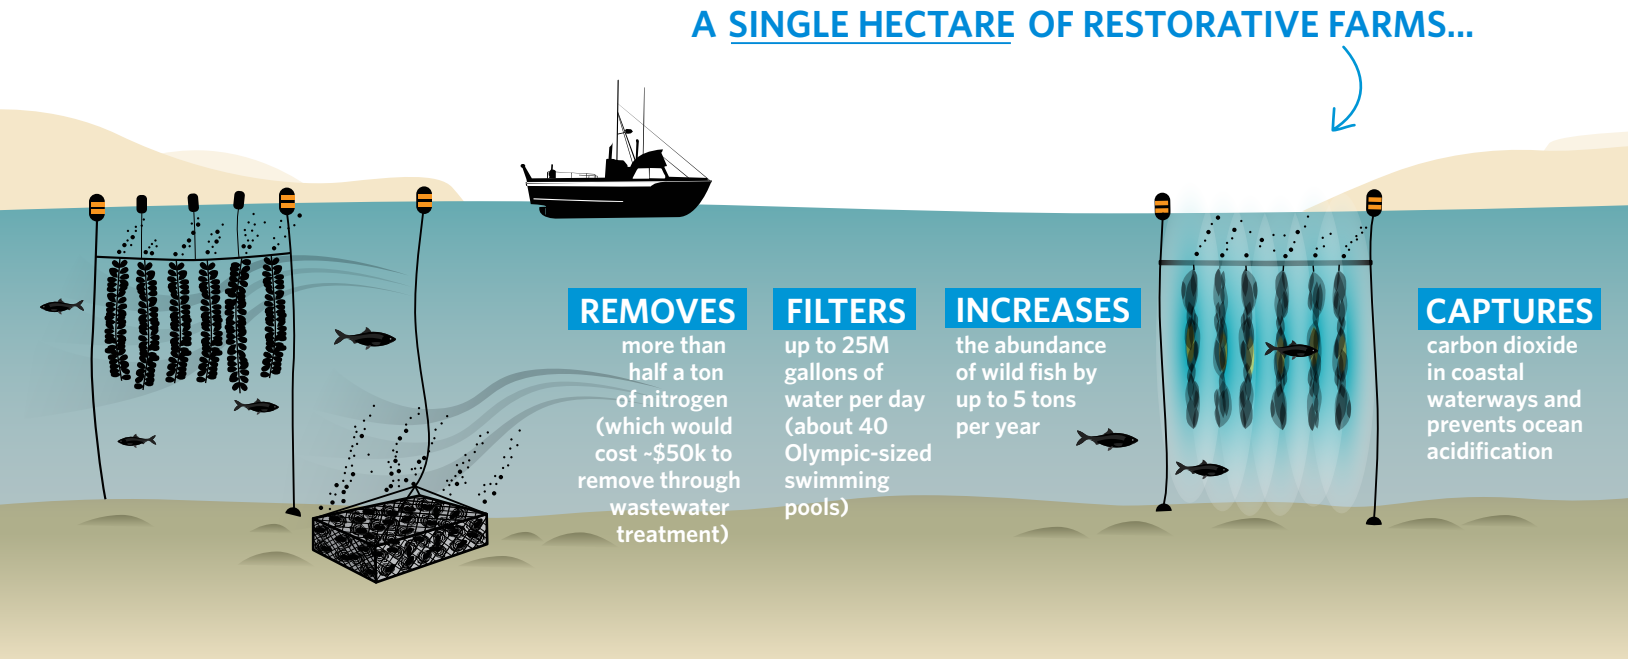 A SINGLE HECTARE OF RESTORATIVE FARMS...
REMOVES
more than
half a ton
of nitrogen
(which would
cost ~$50k to
remove through
wastewater
treatment)
FILTERS
up to 25M
gallons of
water per day
(about 40
Olympic-sized
swimming
pools)
INCREASES
the abundance
of wild fish by
up to 5 tons
per year
CAPTURES
carbon dioxide
in coastal
waterways and
prevents ocean
acidification